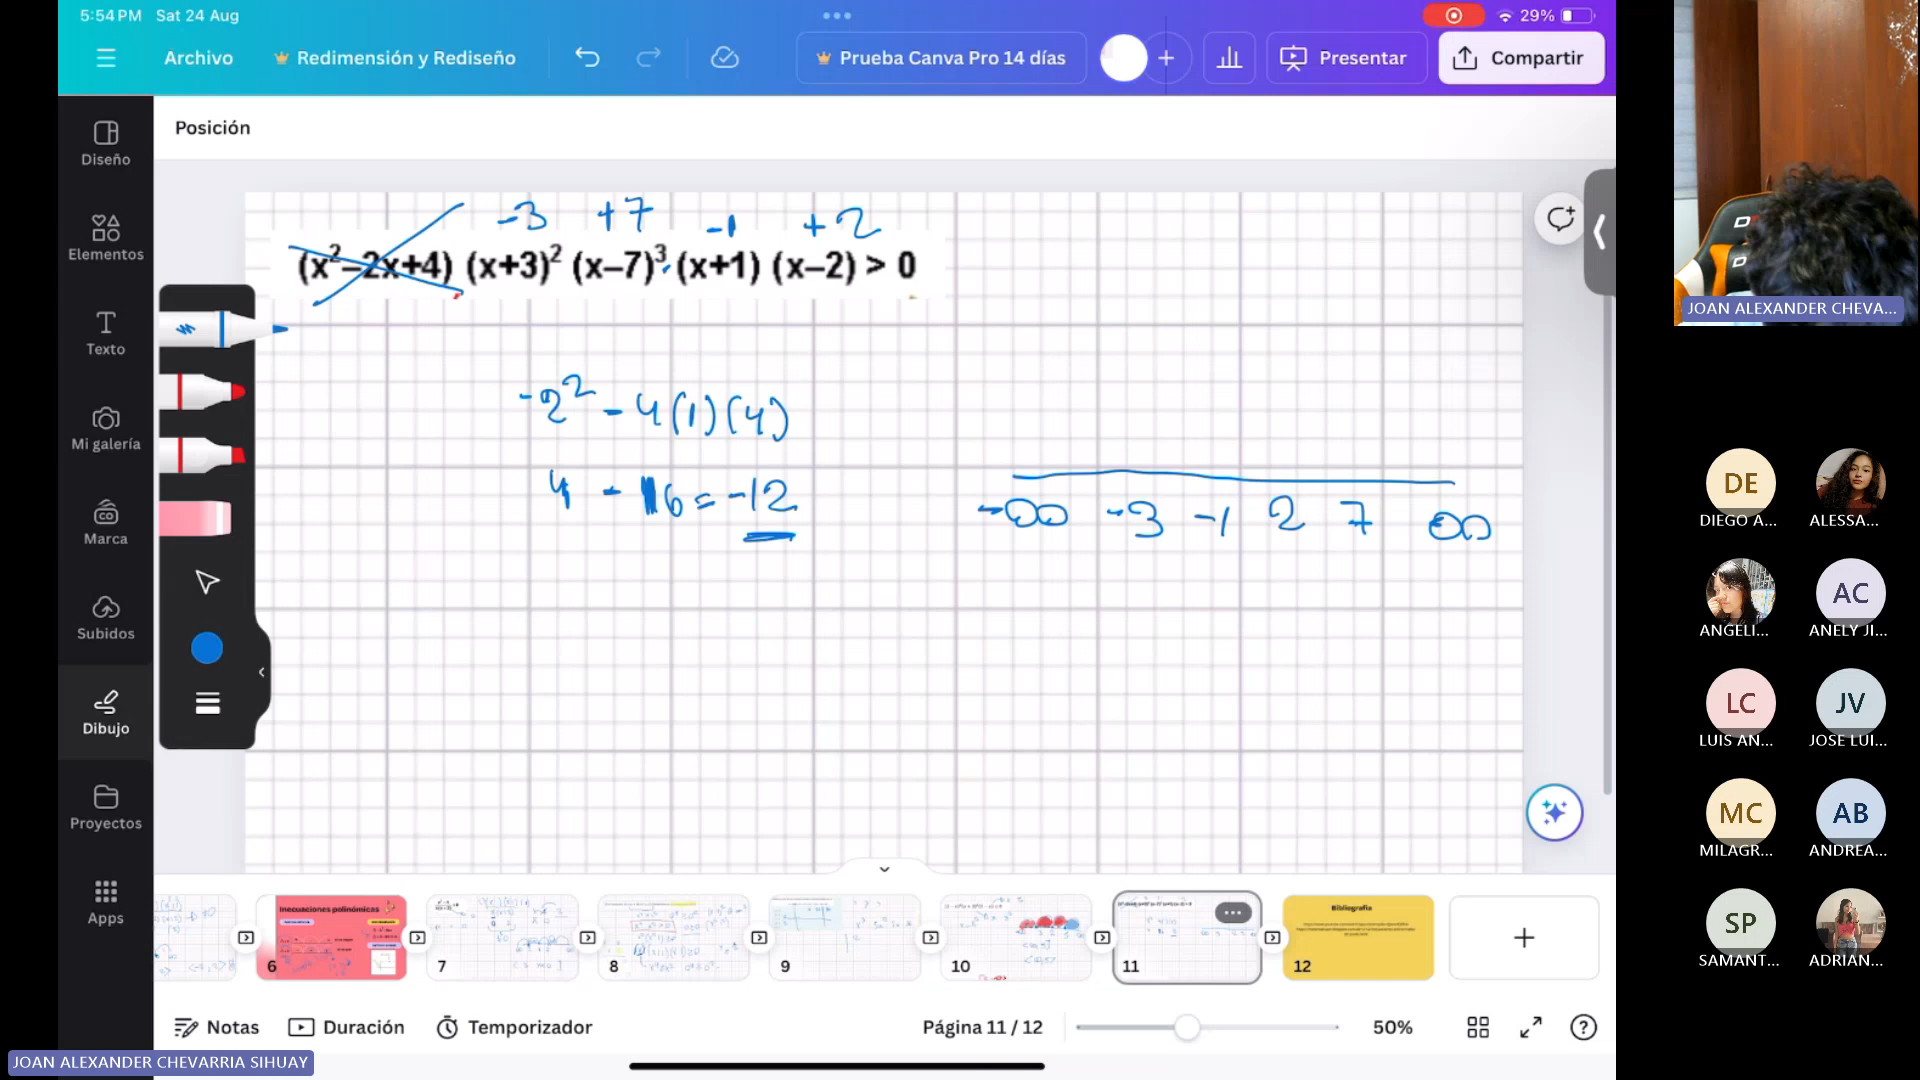 5:54 PM Sat 24 Aug
29%
Archivo
Redimensión y Rediseño
Prueba Canva Pro 14 días
Presentar
Compartir
Posición
Diseño
Elementos
Texto
Mi galería
Marca
Subidos
Dibujo
Proyectos
Apps
-3 +7 -1 +2
(x²–2x+4) (x+3)² (x–7)³ (x+1) (x–2) > 0
-2² - 4(1)(4)
4 - 16 = -12
-∞ -3 -1 2 7 ∞
JOAN ALEXANDER CHEVA...
DE
DIEGO A...
ALESSA...
ANGELI...
AC
ANELY JI...
LC
LUIS AN...
JV
JOSE LUI...
MC
MILAGR...
AB
ANDREA...
SP
SAMANT...
ADRIAN...
Inecuaciones polinómicas
6
7
8
9
10
11
Bibliografía
12
Notas
Duración
Temporizador
Página 11 / 12
50%
JOAN ALEXANDER CHEVARRIA SIHUAY